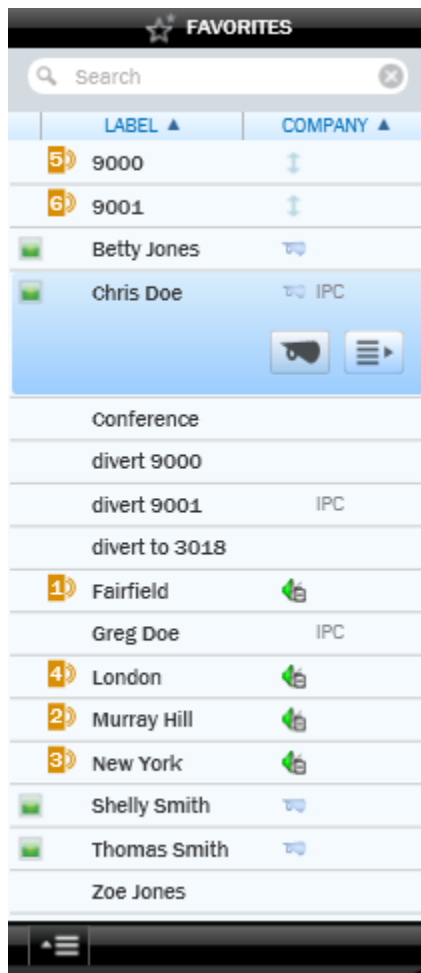 FAVORITES
Search
LABEL COMPANY
5 9000
6 9001
Betty Jones
Chris Doe IPC
Conference
divert 9000
divert 9001 IPC
divert to 3018
1 Fairfield
Greg Doe IPC
4 London
2 Murray Hill
3 New York
Shelly Smith
Thomas Smith
Zoe Jones